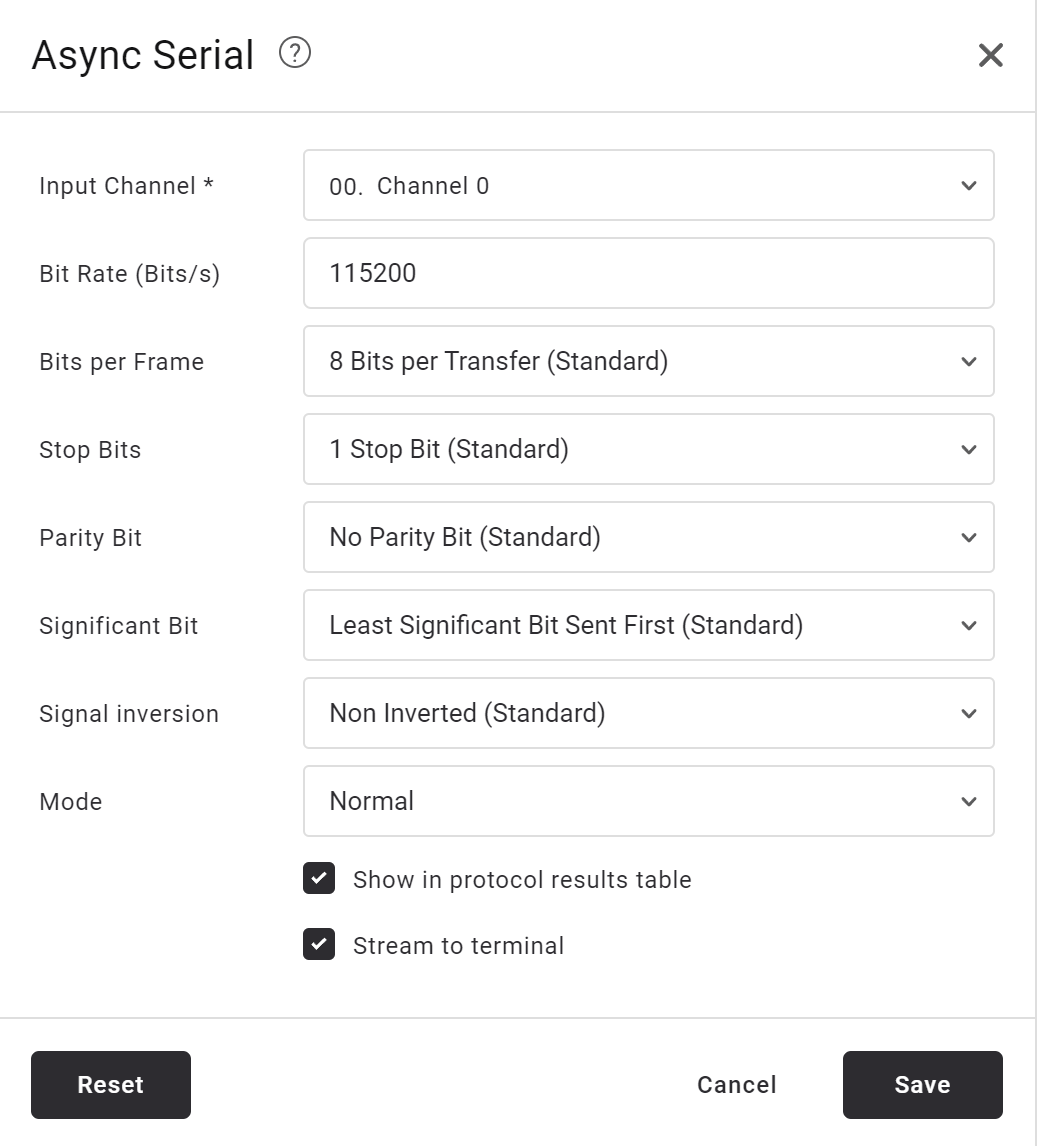 Async Serial ?
Input Channel * 00. Channel 0
Bit Rate (Bits/s) 115200
Bits per Frame 8 Bits per Transfer (Standard)
Stop Bits 1 Stop Bit (Standard)
Parity Bit No Parity Bit (Standard)
Significant Bit Least Significant Bit Sent First (Standard)
Signal inversion Non Inverted (Standard)
Mode Normal
Show in protocol results table
Stream to terminal
Reset Cancel Save